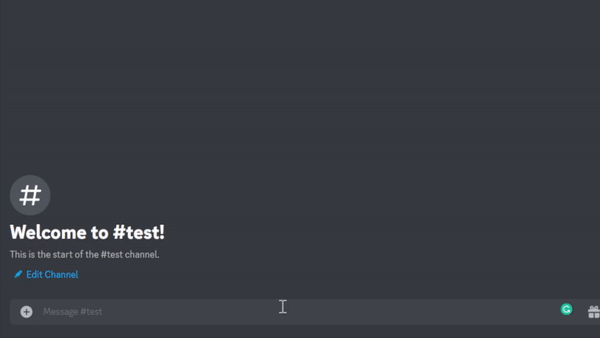 Welcome to #test!
This is the start of the #test channel.
Edit Channel
Message #test